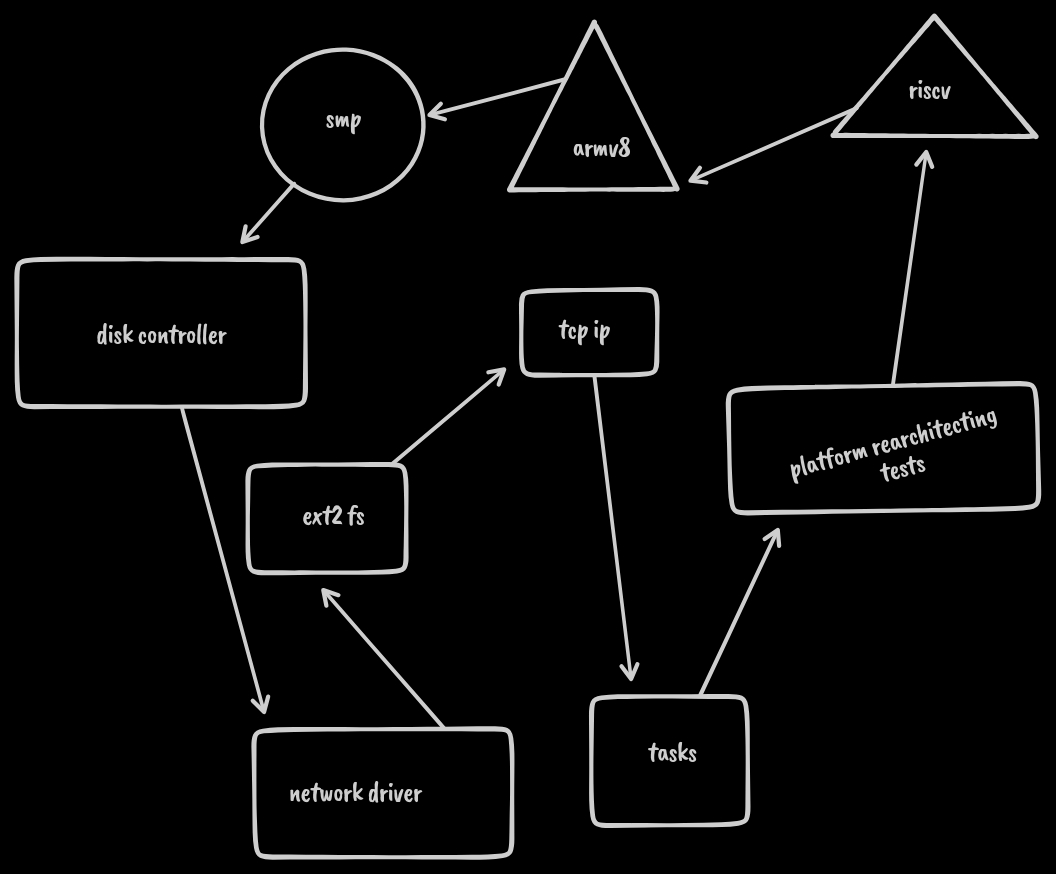 riscv
smp
armv8
tcp ip
disk controller
platform rearchitecting
tests
ext2 fs
tasks
network driver